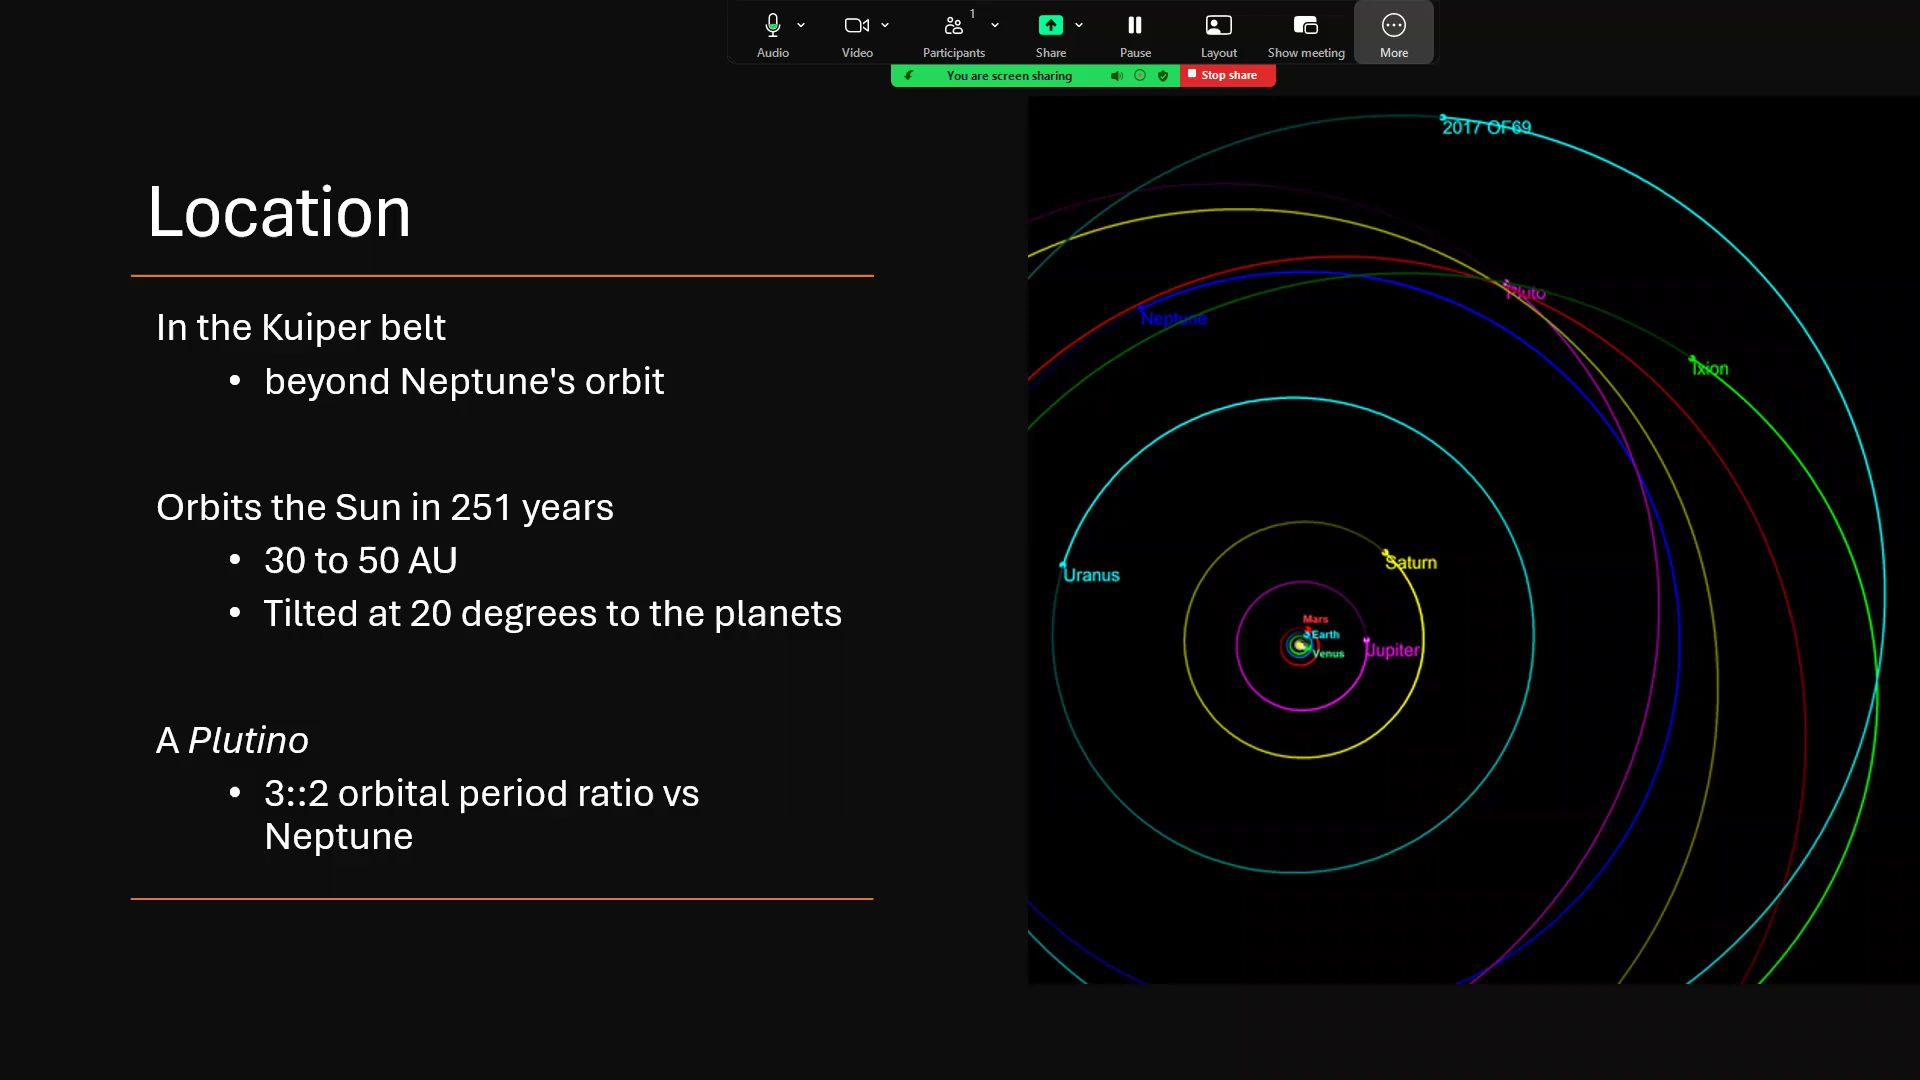 1
Audio
Video
Participants
Share
Pause
Layout
Show meeting
More
You are screen sharing
Stop share
Location
In the Kuiper belt
• beyond Neptune's orbit
Orbits the Sun in 251 years
• 30 to 50 AU
• Tilted at 20 degrees to the planets
A Plutino
• 3::2 orbital period ratio vs
Neptune
2017 OF69
Pluto
Neptune
Ixion
Uranus
Saturn
Mars
Earth
Venus
Jupiter